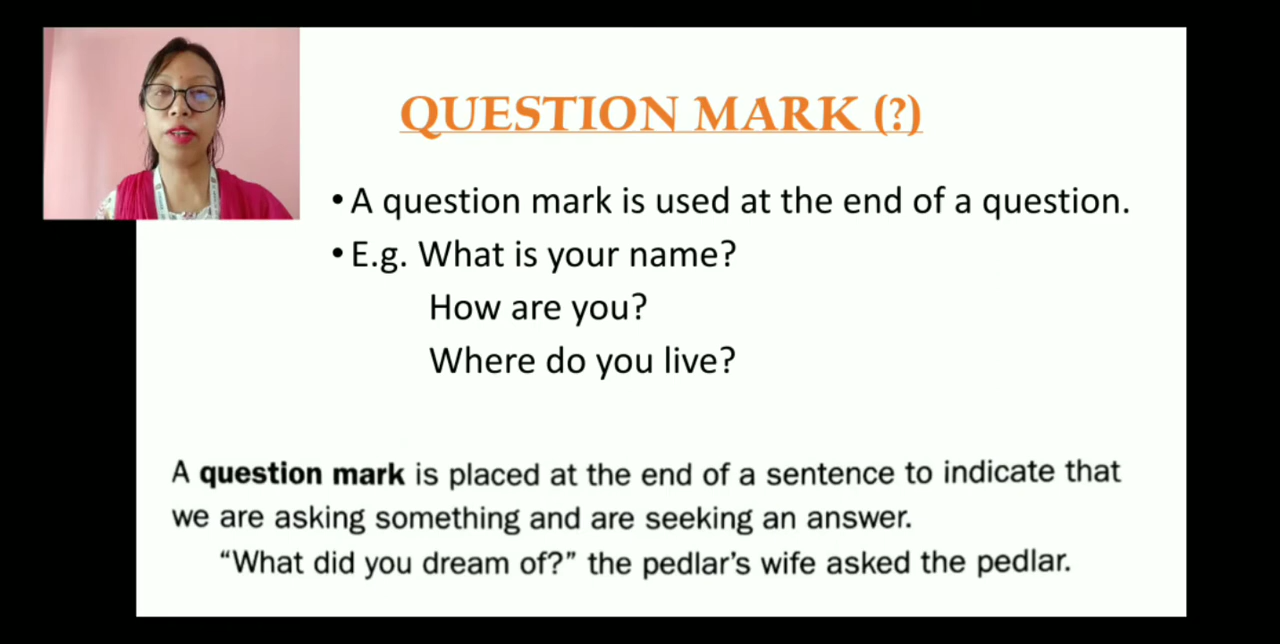 QUESTION MARK (?)
• A question mark is used at the end of a question.
• E.g. What is your name?
How are you?
Where do you live?
A question mark is placed at the end of a sentence to indicate that
we are asking something and are seeking an answer.
“What did you dream of?” the pedlar’s wife asked the pedlar.